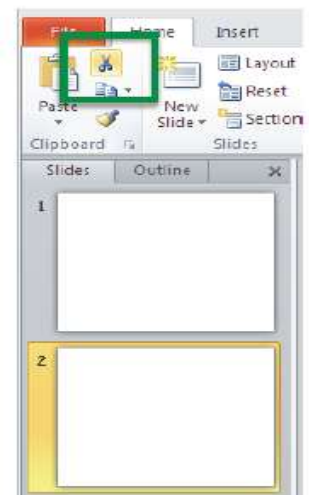 File Home Insert
Layout
Reset
Paste New Slide Section
Clipboard Slides
Slides Outline
1
2